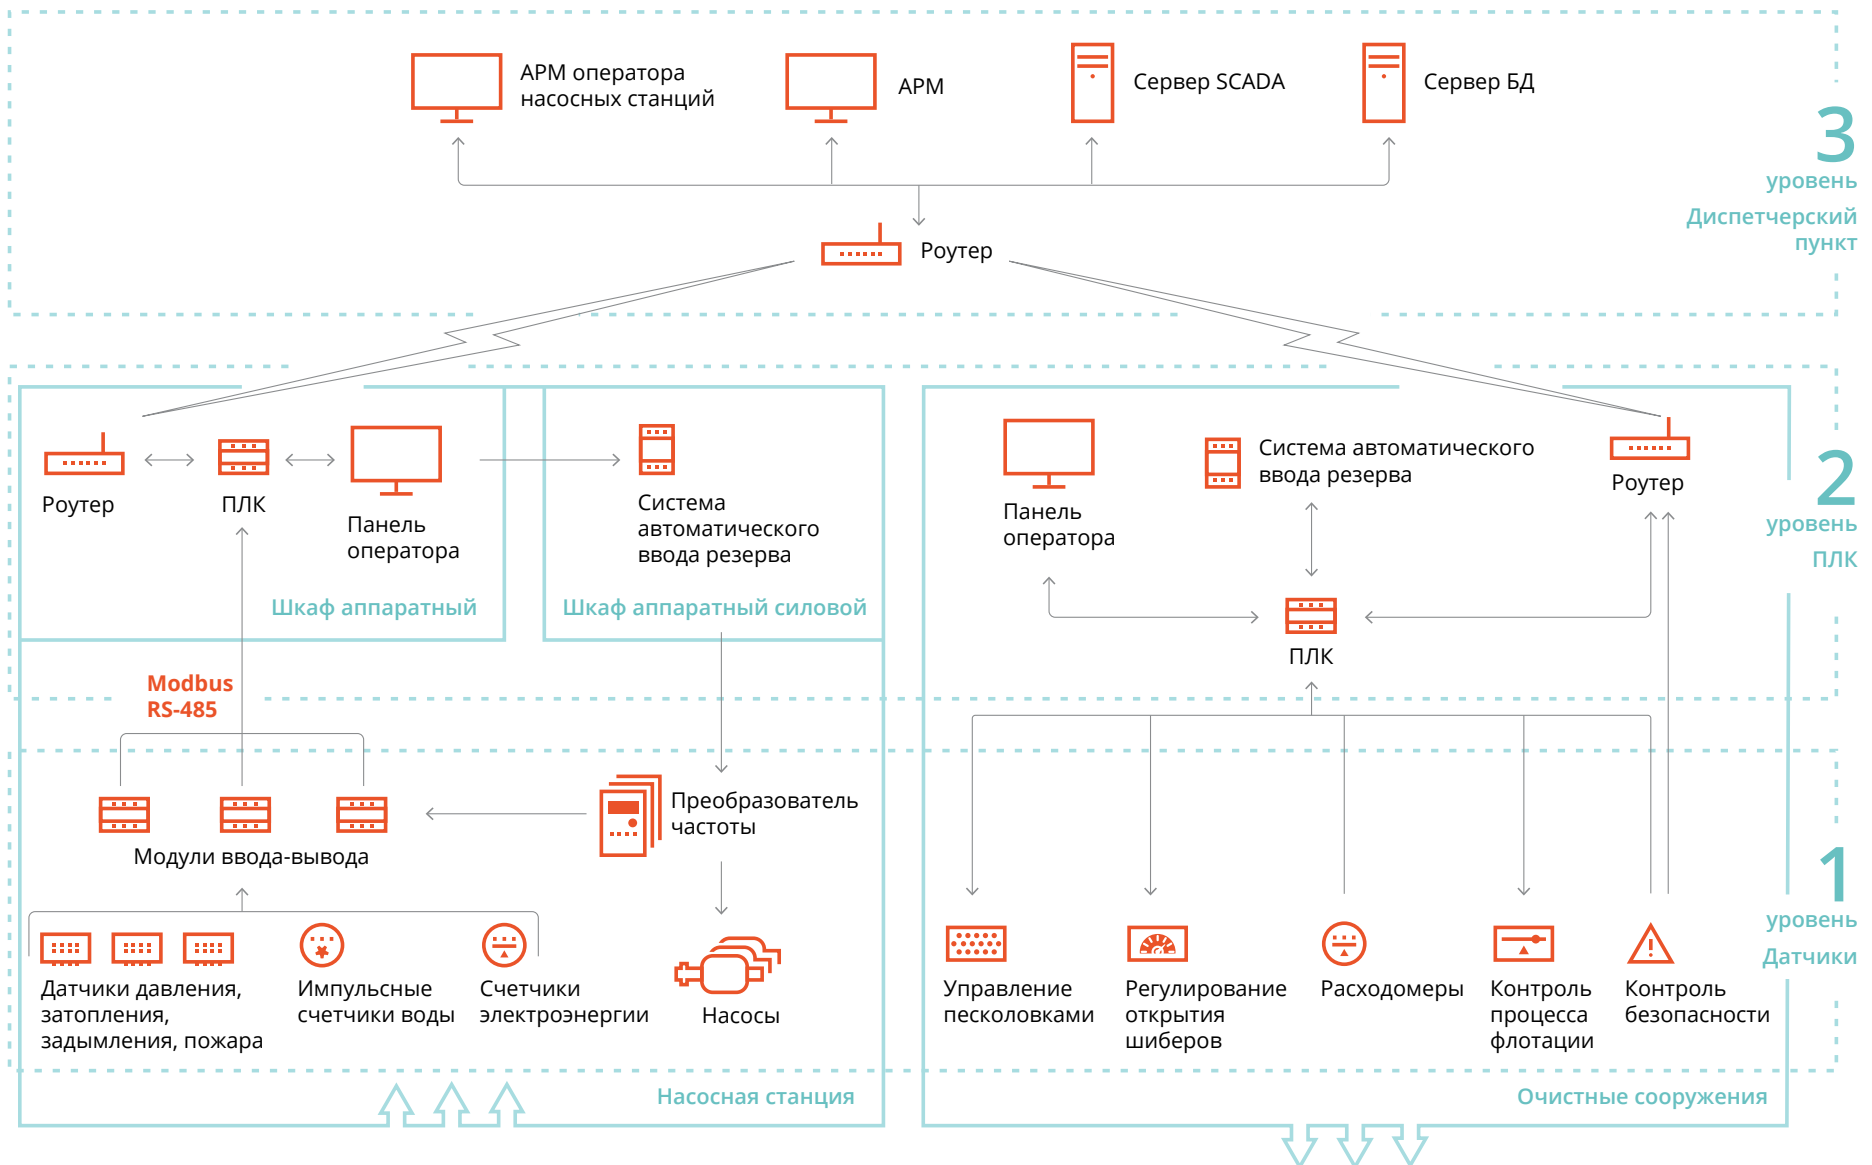 АРМ оператора
насосных станций
АРМ
Сервер SCADA
Сервер БД
3
уровень
Диспетчерский
пункт
Роутер
Роутер
ПЛК
Панель
оператора
Система
автоматического
ввода резерва
Шкаф аппаратный
Шкаф аппаратный силовой
Панель
оператора
Система автоматического
ввода резерва
Роутер
ПЛК
2
уровень
ПЛК
Modbus
RS-485
Модули ввода-вывода
Преобразователь
частоты
Датчики давления,
затопления,
задымления, пожара
Импульсные
счетчики воды
Счетчики
электроэнергии
Насосы
Управление
песколовками
Регулирование
открытия
шиберов
Расходомеры
Контроль
процесса
флотации
Контроль
безопасности
1
уровень
Датчики
Насосная станция
Очистные сооружения